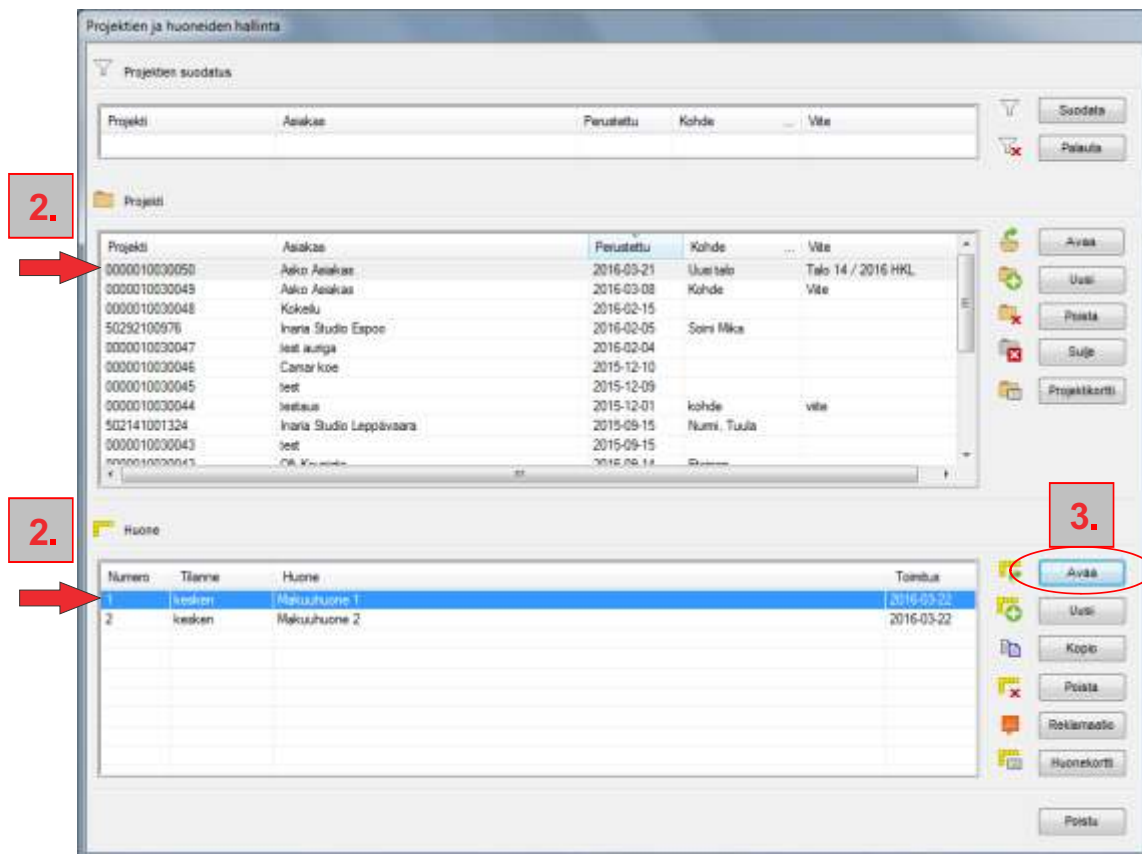 Projektien ja huoneiden hallinta
Projektien suodatus
Projekti Asiakas Perustettu Kohde ... Viite
Suodata
Palauta
2.
Projekti
Projekti Asiakas Perustettu Kohde ... Viite
0000010030050 Asko Asiakas 2016-03-21 Uusi talo Talo 14 / 2016 HKL
0000010030049 Asko Asiakas 2016-03-08 Kohde Viite
0000010030048 Kokeilu 2016-02-15
50292100976 Inaria Studio Espoo 2016-02-05 Soini Mika
0000010030047 test auriga 2016-02-04
0000010030046 Camar koe 2015-12-10
0000010030045 test 2015-12-09
0000010030044 testaus 2015-12-01 kohde viite
502141001324 Inaria Studio Leppävaara 2015-09-15 Nurmi, Tuula
0000010030043 test 2015-09-15
Avaa
Uusi
Poista
Sulje
Projektikortti
2.
Huone
3.
Numero Tilanne Huone Toimitus
1 kesken Makuuhuone 1 2016-03-22
2 kesken Makuuhuone 2 2016-03-22
Avaa
Uusi
Kopio
Poista
Reklamaatio
Huonekortti
Poistu